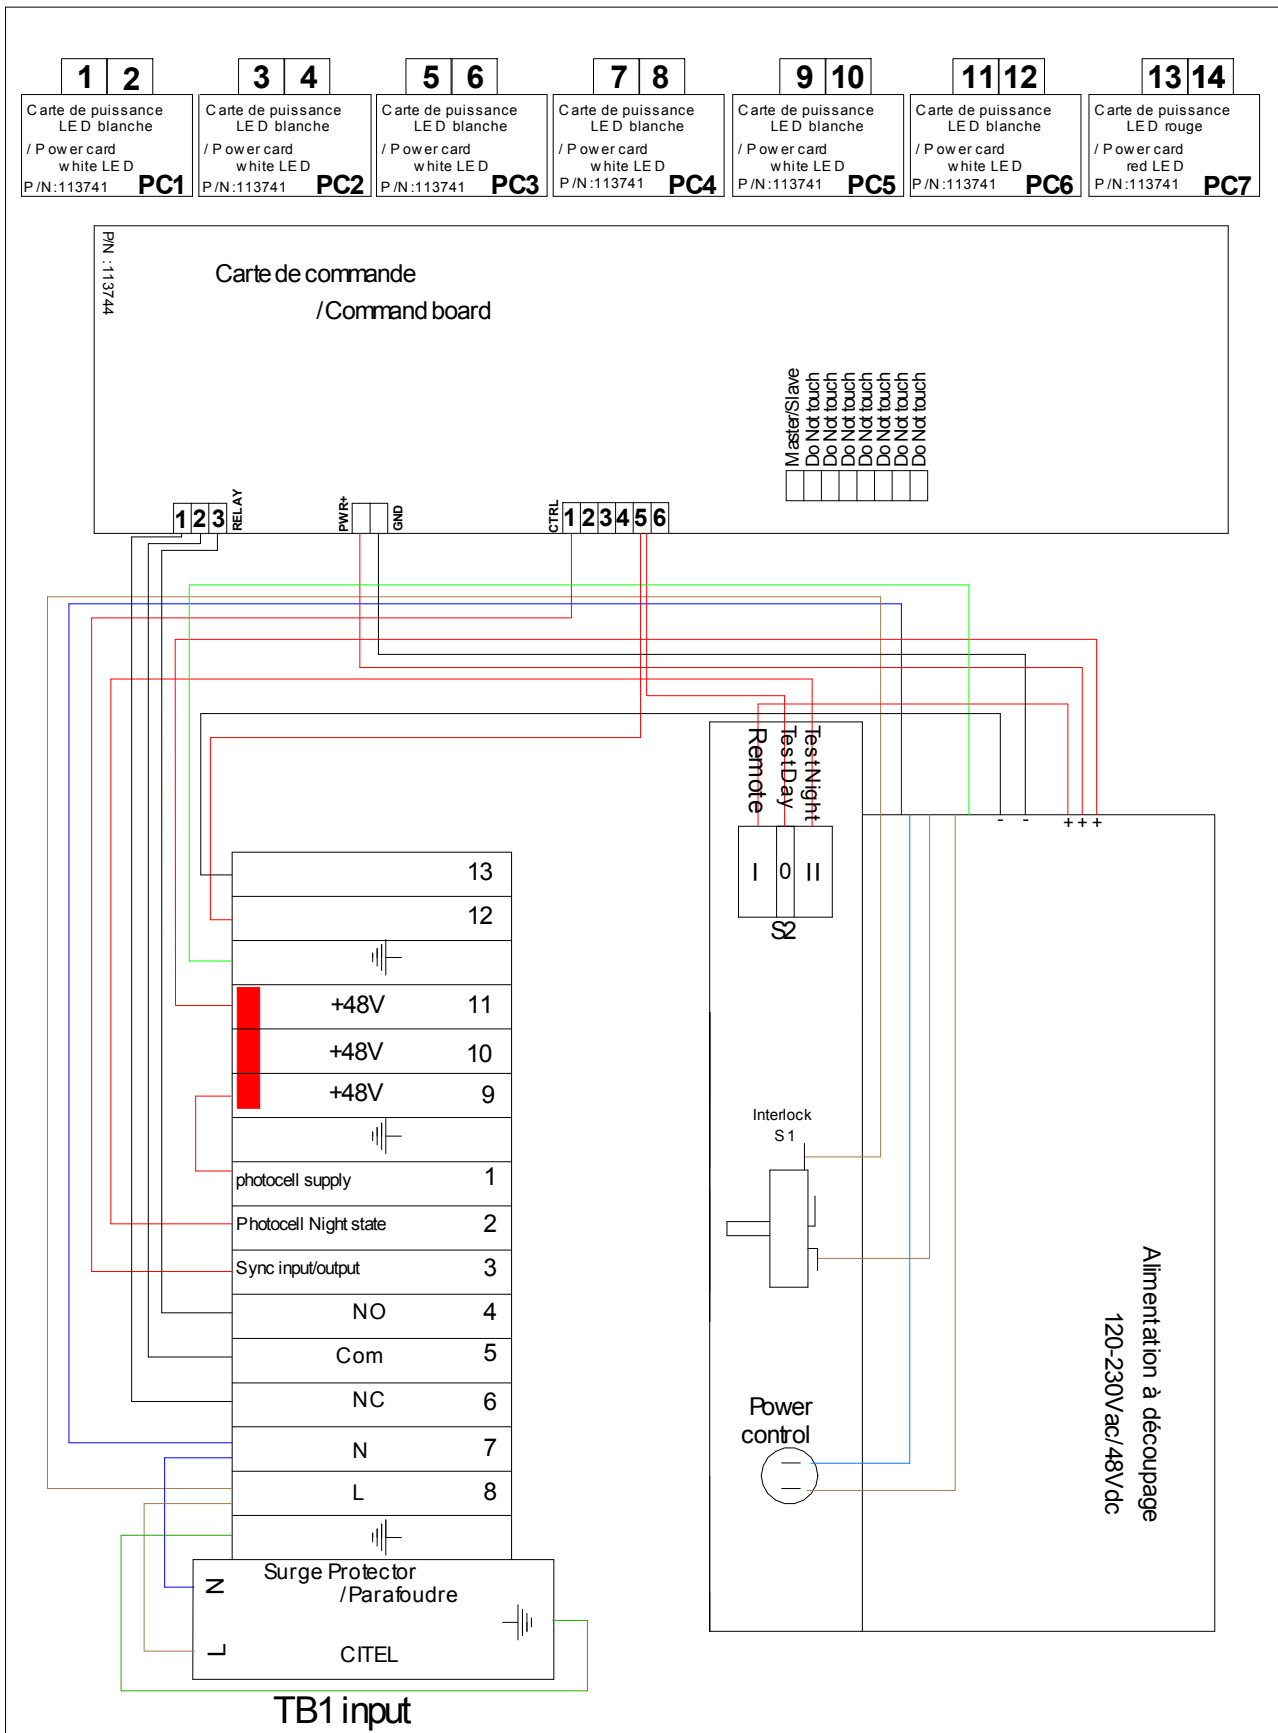 1 2
3 4
5 6
7 8
9 10
11 12
13 14
Carte de puissance
LED blanche
/ Power card
white LED
P/N:113741 PC1
Carte de puissance
LED blanche
/ Power card
white LED
P/N:113741 PC2
Carte de puissance
LED blanche
/ Power card
white LED
P/N:113741 PC3
Carte de puissance
LED blanche
/ Power card
white LED
P/N:113741 PC4
Carte de puissance
LED blanche
/ Power card
white LED
P/N:113741 PC5
Carte de puissance
LED blanche
/ Power card
white LED
P/N:113741 PC6
Carte de puissance
LED rouge
/ Power card
red LED
P/N:113741 PC7
P/N :113744
Carte de commande
/Command board
Master/Slave
Do Not touch
Do Not touch
Do Not touch
Do Not touch
Do Not touch
Do Not touch
Do Not touch
1 2 3 RELAY
PWR+ GND
CTRL 1 2 3 4 5 6
Remote
TestDay
TestNight
I 0 II
S2
- - + + +
13
12
+48V 11
+48V 10
+48V 9
photocell supply 1
Photocell Night state 2
Sync input/output 3
NO 4
Com 5
NC 6
N 7
L 8
Interlock
S1
Power
control
Alimentation à découpage
120-230Vac/48Vdc
N
L
Surge Protector
/Parafoudre
CITEL
TB1 input